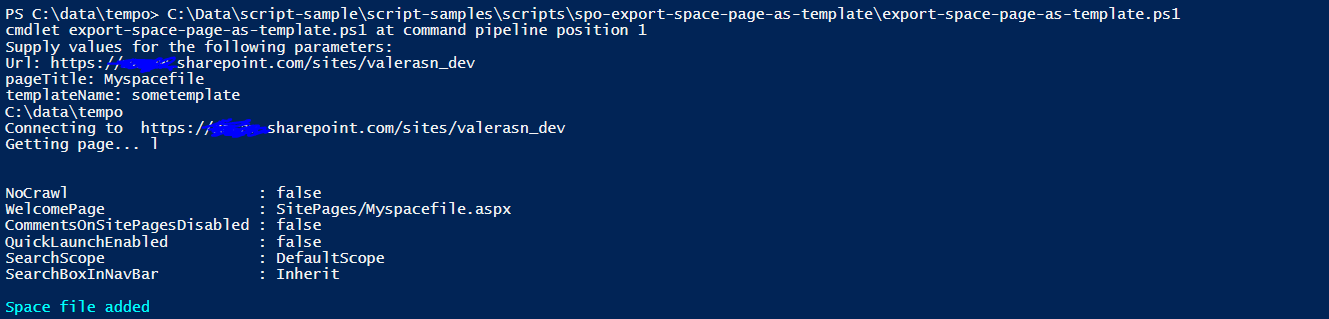 PS C:\data\tempo> C:\Data\script-sample\script-samples\scripts\spo-export-space-page-as-template\export-space-page-as-template.ps1
cmdlet export-space-page-as-template.ps1 at command pipeline position 1
Supply values for the following parameters:
Url: https:// sharepoint.com/sites/valerasn_dev
pageTitle: Myspacefile
templateName: sometemplate
C:\data\tempo
Connecting to  https:// .sharepoint.com/sites/valerasn_dev
Getting page... l
NoCrawl                      : false
WelcomePage                  : SitePages/Myspacefile.aspx
CommentsOnSitePagesDisabled : false
QuickLaunchEnabled           : false
SearchScope                  : DefaultScope
SearchBoxInNavBar            : Inherit
Space file added